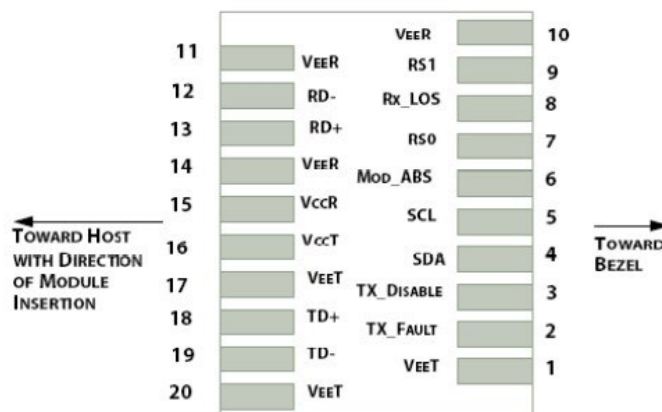 11 VeeR
12 RD-
13 RD+
14 VeeR
15 VccR
16 VccT
17 VeeT
18 TD+
19 TD-
20 VeeT
VeeR 10
RS1 9
Rx_LOS 8
RS0 7
Mod_ABS 6
SCL 5
SDA 4
TX_Disable 3
TX_Fault 2
VeeT 1
Toward Host
with Direction
of Module
Insertion
Toward
Bezel